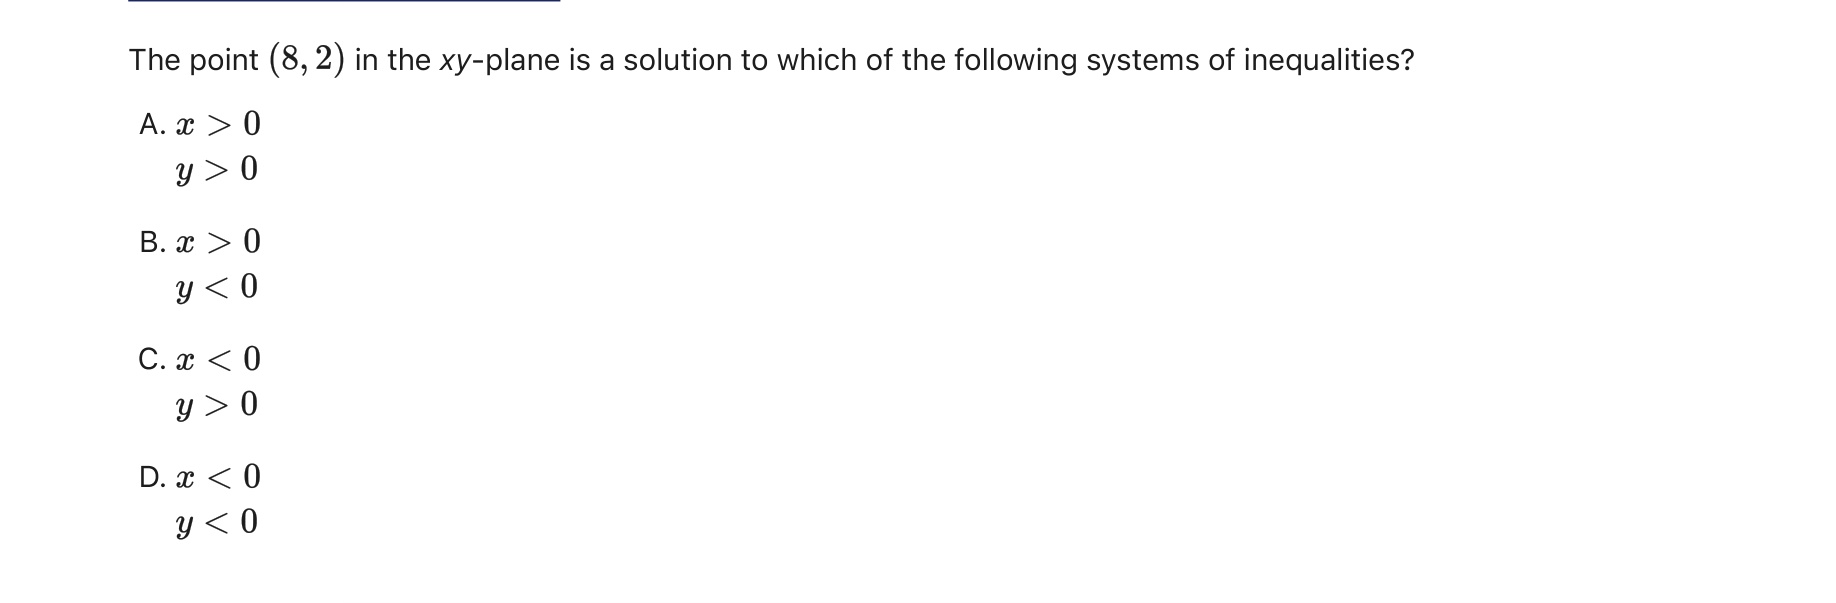 The point (8, 2) in the xy-plane is a solution to which of the following systems of inequalities?
A. x > 0
y > 0
B. x > 0
y < 0
C. x < 0
y > 0
D. x < 0
y < 0